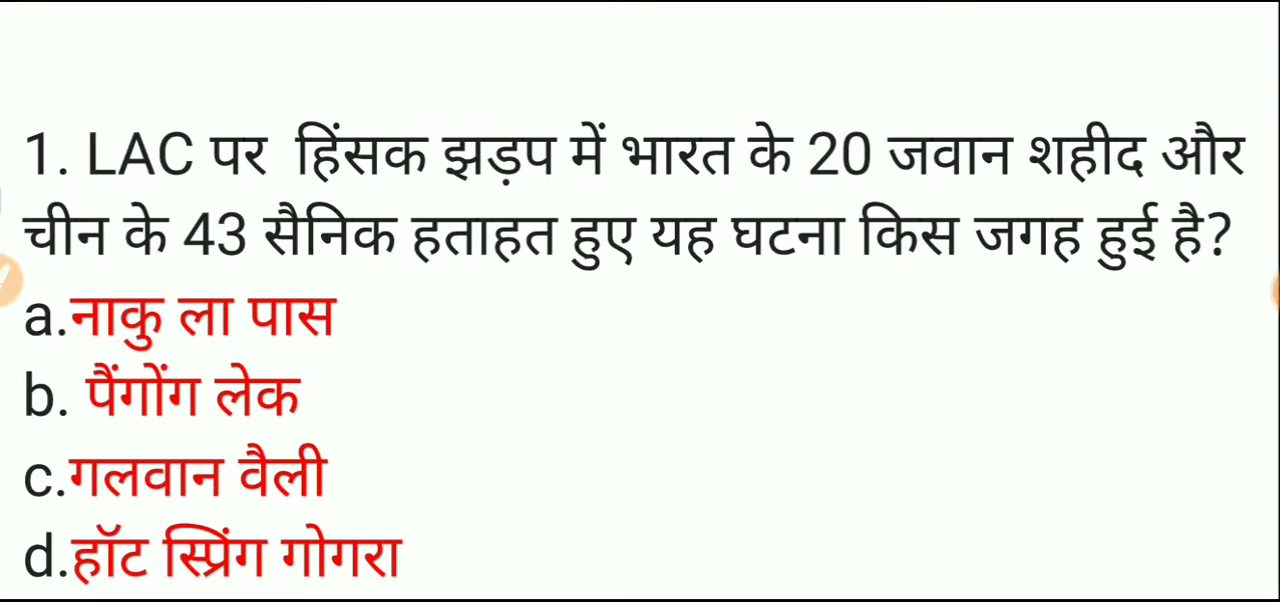 1. LAC पर हिंसक झड़प में भारत के 20 जवान शहीद और
चीन के 43 सैनिक हताहत हुए यह घटना किस जगह हुई है?
a.नाकु ला पास
b. पैंगोंग लेक
c.गलवान वैली
d.हॉट स्प्रिंग गोगरा